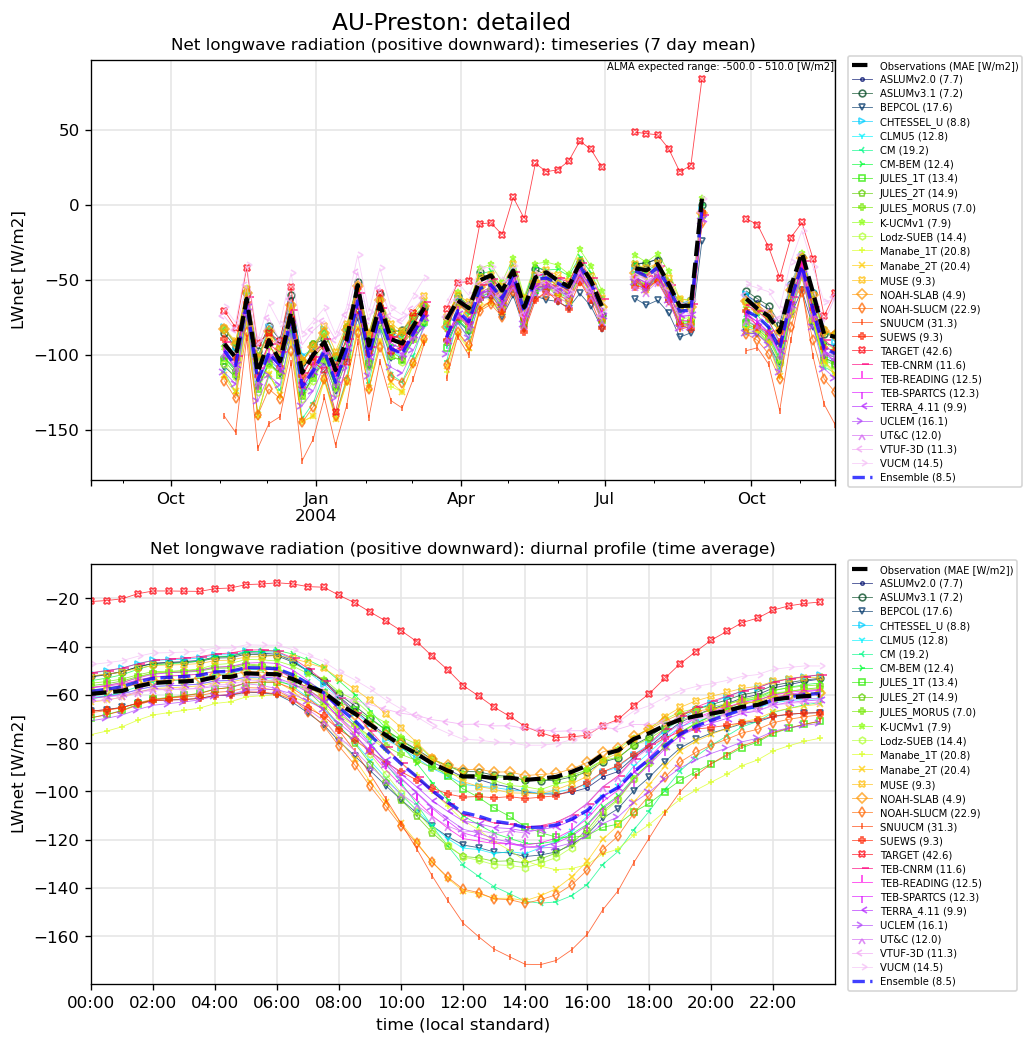 AU-Preston: detailed
Net longwave radiation (positive downward): timeseries (7 day mean)
ALMA expected range: -500.0 - 510.0 [W/m2]
LWnet [W/m2]
50
0
−50
−100
−150
Oct
Jan
2004
Apr
Jul
Oct
Observations (MAE [W/m2])
ASLUMv2.0 (7.7)
ASLUMv3.1 (7.2)
BEPCOL (17.6)
CHTESSEL_U (8.8)
CLMU5 (12.8)
CM (19.2)
CM-BEM (12.4)
JULES_1T (13.4)
JULES_2T (14.9)
JULES_MORUS (7.0)
K-UCMv1 (7.9)
Lodz-SUEB (14.4)
Manabe_1T (20.8)
Manabe_2T (20.4)
MUSE (9.3)
NOAH-SLAB (4.9)
NOAH-SLUCM (22.9)
SNUUCM (31.3)
SUEWS (9.3)
TARGET (42.6)
TEB-CNRM (11.6)
TEB-READING (12.5)
TEB-SPARTCS (12.3)
TERRA_4.11 (9.9)
UCLEM (16.1)
UT&C (12.0)
VTUF-3D (11.3)
VUCM (14.5)
Ensemble (8.5)
Net longwave radiation (positive downward): diurnal profile (time average)
LWnet [W/m2]
−20
−40
−60
−80
−100
−120
−140
−160
00:00 02:00 04:00 06:00 08:00 10:00 12:00 14:00 16:00 18:00 20:00 22:00
time (local standard)
Observation (MAE [W/m2])
ASLUMv2.0 (7.7)
ASLUMv3.1 (7.2)
BEPCOL (17.6)
CHTESSEL_U (8.8)
CLMU5 (12.8)
CM (19.2)
CM-BEM (12.4)
JULES_1T (13.4)
JULES_2T (14.9)
JULES_MORUS (7.0)
K-UCMv1 (7.9)
Lodz-SUEB (14.4)
Manabe_1T (20.8)
Manabe_2T (20.4)
MUSE (9.3)
NOAH-SLAB (4.9)
NOAH-SLUCM (22.9)
SNUUCM (31.3)
SUEWS (9.3)
TARGET (42.6)
TEB-CNRM (11.6)
TEB-READING (12.5)
TEB-SPARTCS (12.3)
TERRA_4.11 (9.9)
UCLEM (16.1)
UT&C (12.0)
VTUF-3D (11.3)
VUCM (14.5)
Ensemble (8.5)